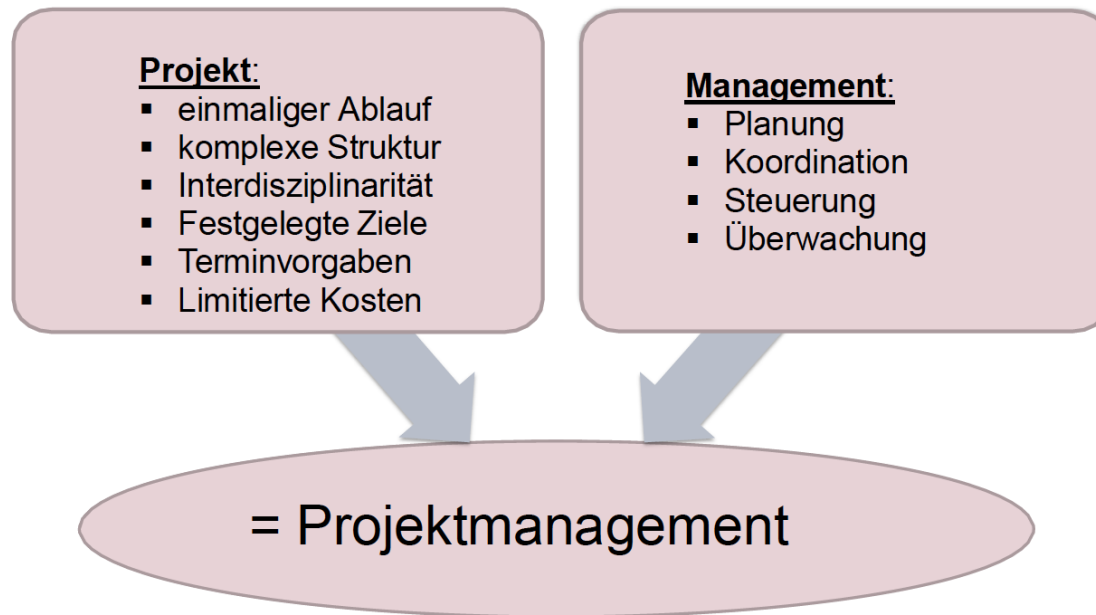 Projekt:
▪ einmaliger Ablauf
▪ komplexe Struktur
▪ Interdisziplinarität
▪ Festgelegte Ziele
▪ Terminvorgaben
▪ Limitierte Kosten
Management:
▪ Planung
▪ Koordination
▪ Steuerung
▪ Überwachung
= Projektmanagement